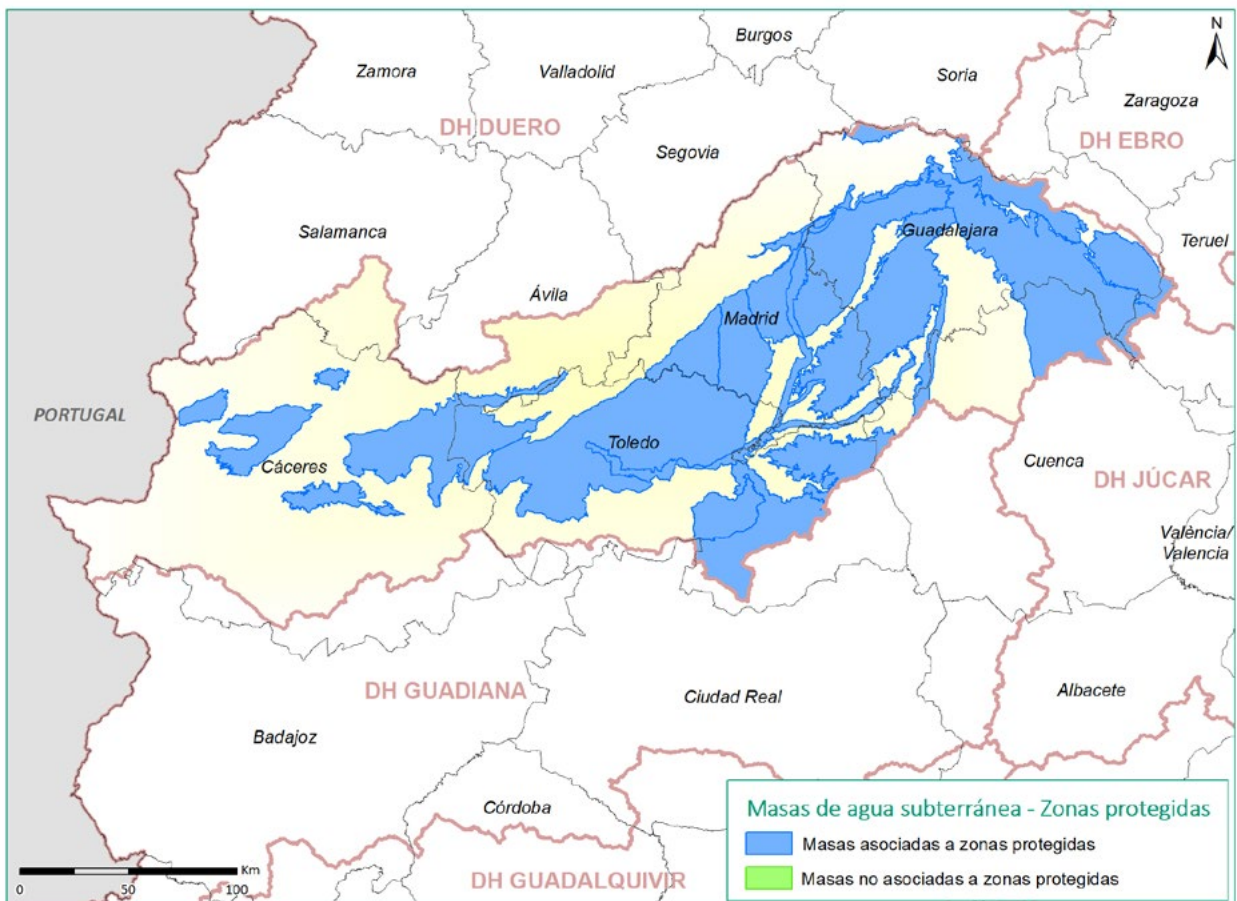 Burgos
N
Zamora
Valladolid
Soria
Zaragoza
DH DUERO
DH EBRO
Segovia
Salamanca
Guadalajara
Teruel
Ávila
Madrid
PORTUGAL
Toledo
Cáceres
Cuenca
DH JÚCAR
València/
Valencia
DH GUADIANA
Ciudad Real
Albacete
Badajoz
Córdoba
Masas de agua subterránea - Zonas protegidas
Masas asociadas a zonas protegidas
Masas no asociadas a zonas protegidas
Km
0 50 100
DH GUADALQUIVIR